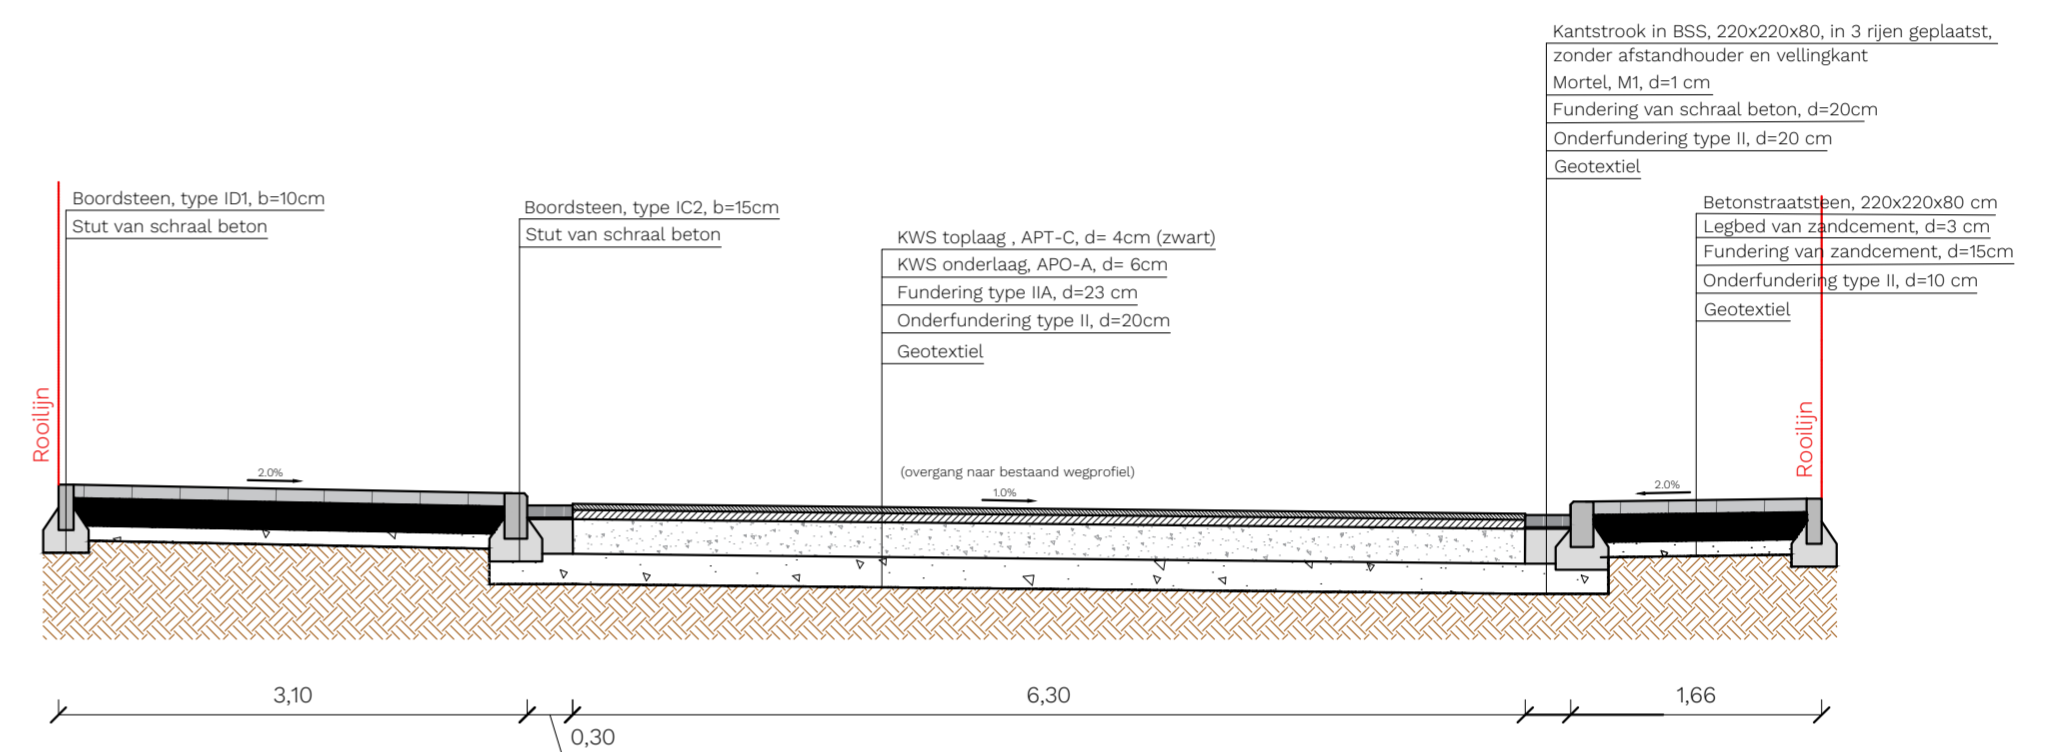 Kantstrook in BSS, 220x220x80, in 3 rijen geplaatst,
zonder afstandhouder en vellingkant
Mortel, M1, d=1 cm
Fundering van schraal beton, d=20cm
Onderfundering type II, d=20 cm
Geotextiel
Boordsteen, type ID1, b=10cm
Stut van schraal beton
Boordsteen, type IC2, b=15cm
Stut van schraal beton
KWS toplaag , APT-C, d= 4cm (zwart)
KWS onderlaag, APO-A, d= 6cm
Fundering type IIA, d=23 cm
Onderfundering type II, d=20cm
Geotextiel
Betonstraatsteen, 220x220x80 cm
Legbed van zandcement, d=3 cm
Fundering van zandcement, d=15cm
Onderfundering type II, d=10 cm
Geotextiel
Rooilijn
Rooilijn
2.0%
(overgang naar bestaand wegprofiel)
1.0%
2.0%
3,10
0,30
6,30
1,66